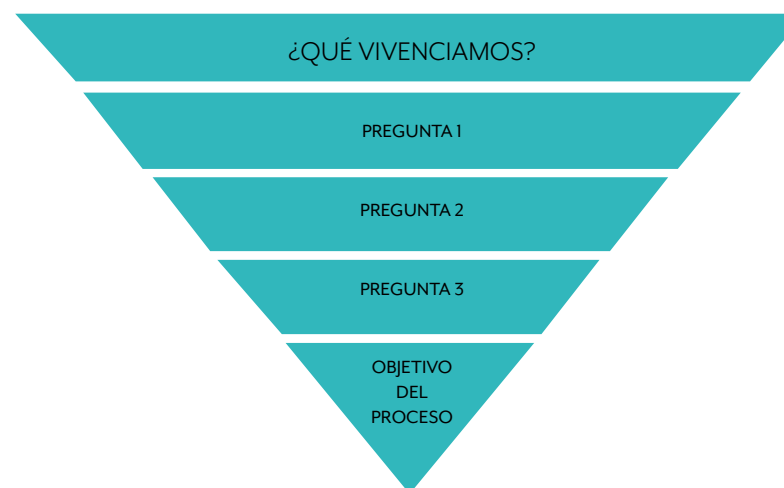 ¿QUÉ VIVENCIAMOS?
PREGUNTA 1
PREGUNTA 2
PREGUNTA 3
OBJETIVO
DEL
PROCESO